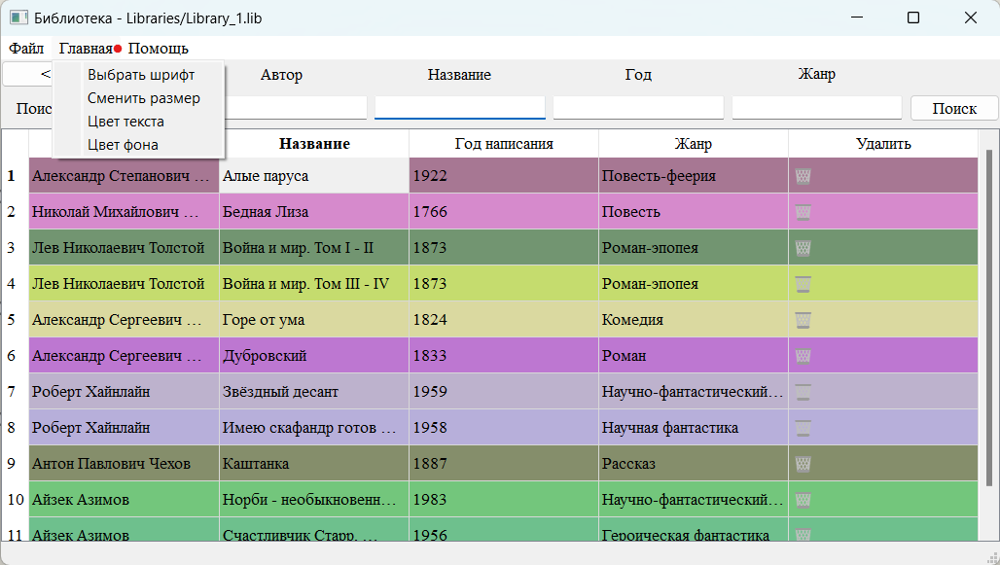 Библиотека - Libraries/Library_1.lib
Файл Главная Помощь
< Автор Название Год Жанр
Выбрать шрифт
Сменить размер
Цвет текста
Цвет фона
Поиск
Название Год написания Жанр Удалить
1 Александр Степанович … Алые паруса 1922 Повесть-феерия
2 Николай Михайлович … Бедная Лиза 1766 Повесть
3 Лев Николаевич Толстой Война и мир. Том I - II 1873 Роман-эпопея
4 Лев Николаевич Толстой Война и мир. Том III - IV 1873 Роман-эпопея
5 Александр Сергеевич … Горе от ума 1824 Комедия
6 Александр Сергеевич … Дубровский 1833 Роман
7 Роберт Хайнлайн Звёздный десант 1959 Научно-фантастический…
8 Роберт Хайнлайн Имею скафандр готов … 1958 Научная фантастика
9 Антон Павлович Чехов Каштанка 1887 Рассказ
10 Айзек Азимов Норби - необыкновенн… 1983 Научно-фантастический…
11 Айзек Азимов Счастливчик Старр. … 1956 Героическая фантастика